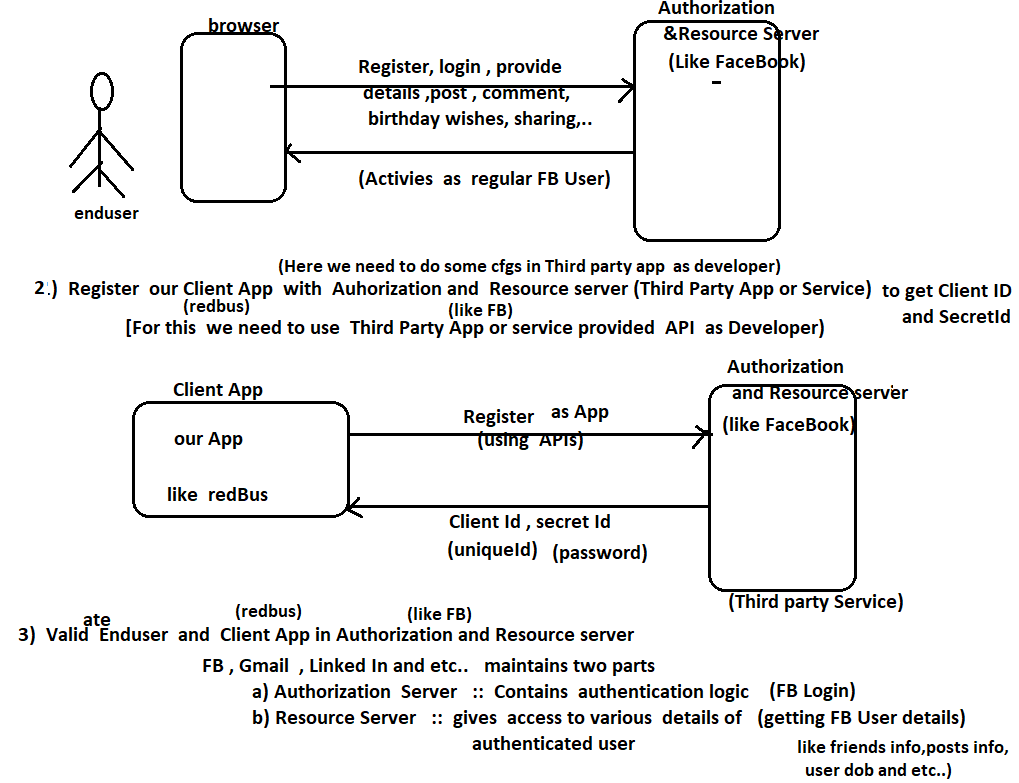 browser
Authorization
&Resource Server
(Like FaceBook)
Register, login , provide
details ,post , comment,
birthday wishes, sharing,..
(Activies as regular FB User)
enduser
(Here we need to do some cfgs in Third party app as developer)
2.) Register our Client App with Auhorization and Resource server (Third Party App or Service) to get Client ID
(redbus) (like FB) and SecretId
[For this we need to use Third Party App or service provided API as Developer)
Authorization
and Resource server
(like FaceBook)
Client App
our App
like redBus
Register as App
(using APIs)
Client Id , secret Id
(uniqueId) (password)
(Third party Service)
ate (redbus) (like FB)
3) Valid Enduser and Client App in Authorization and Resource server
FB , Gmail , Linked In and etc.. maintains two parts
a) Authorization Server :: Contains authentication logic (FB Login)
b) Resource Server :: gives access to various details of (getting FB User details)
authenticated user like friends info,posts info,
user dob and etc..)